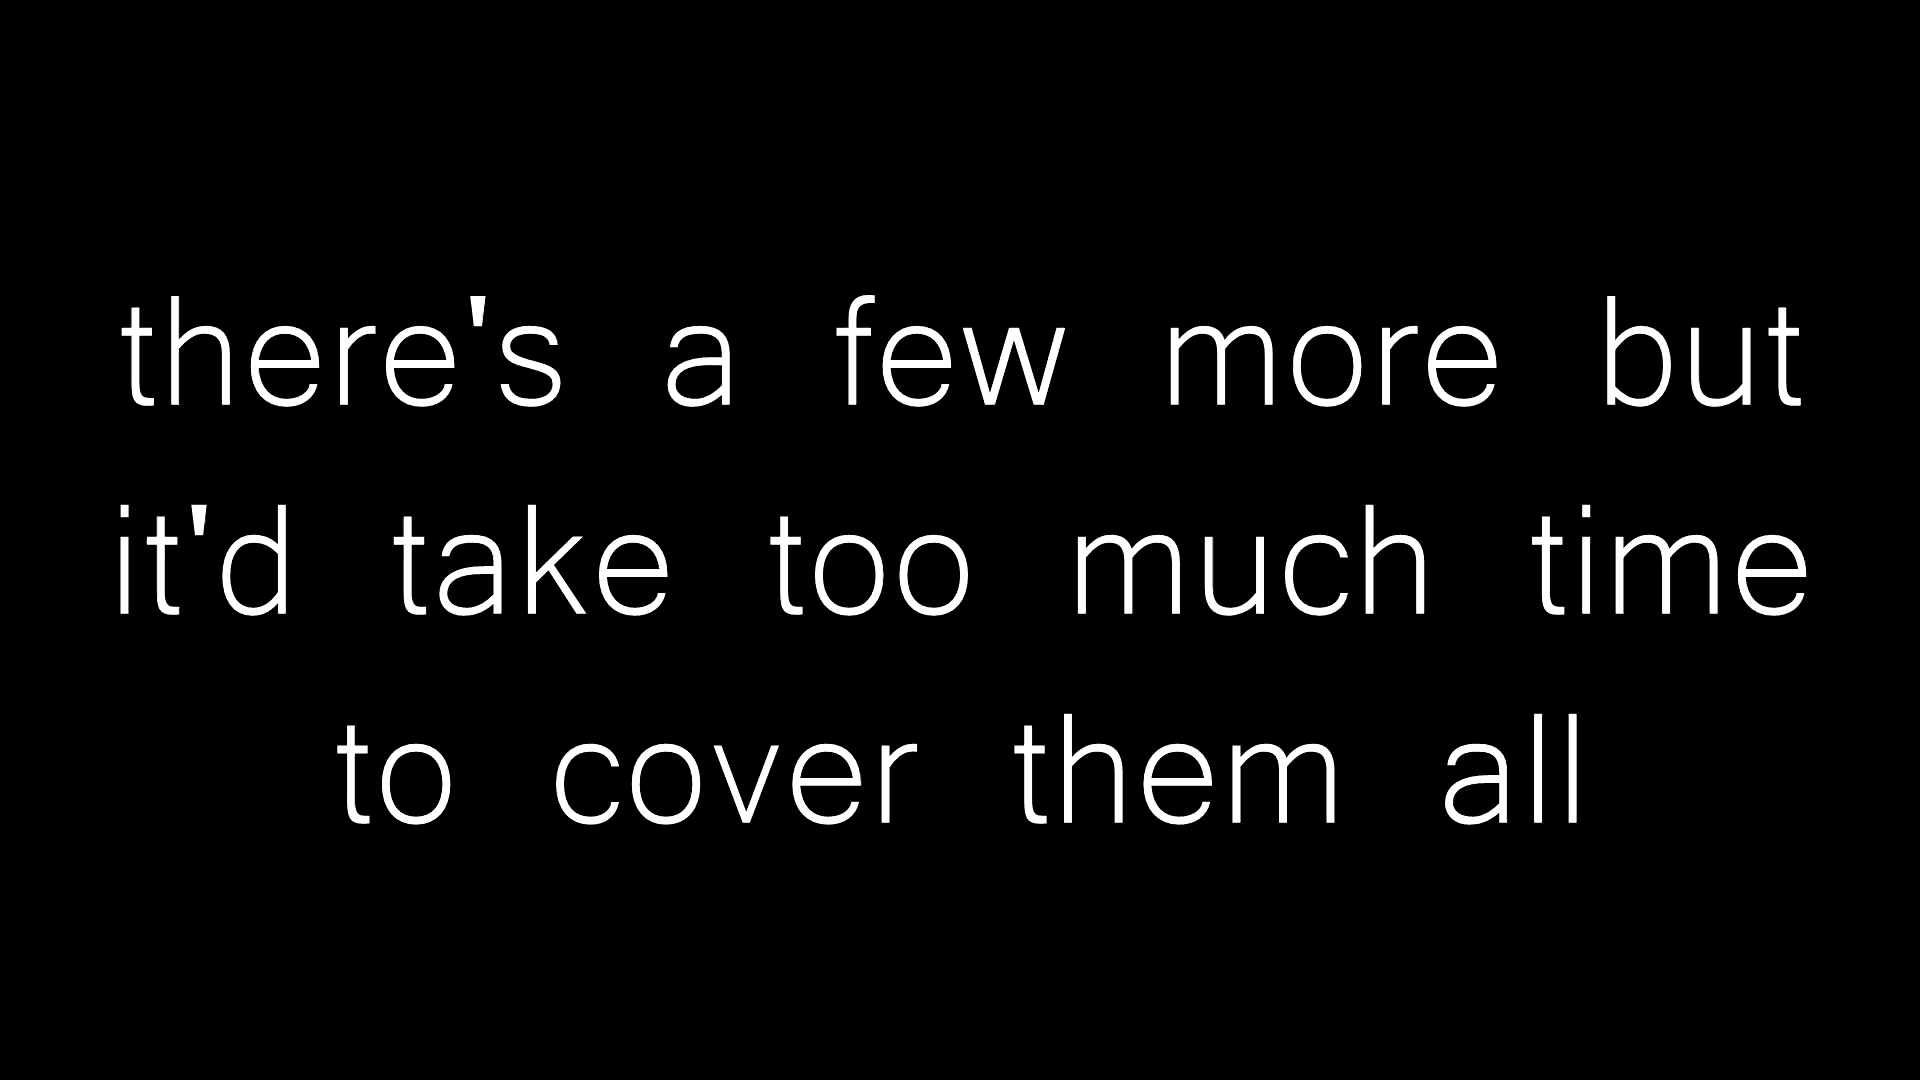 there's a few more but
it'd take too much time
to cover them all